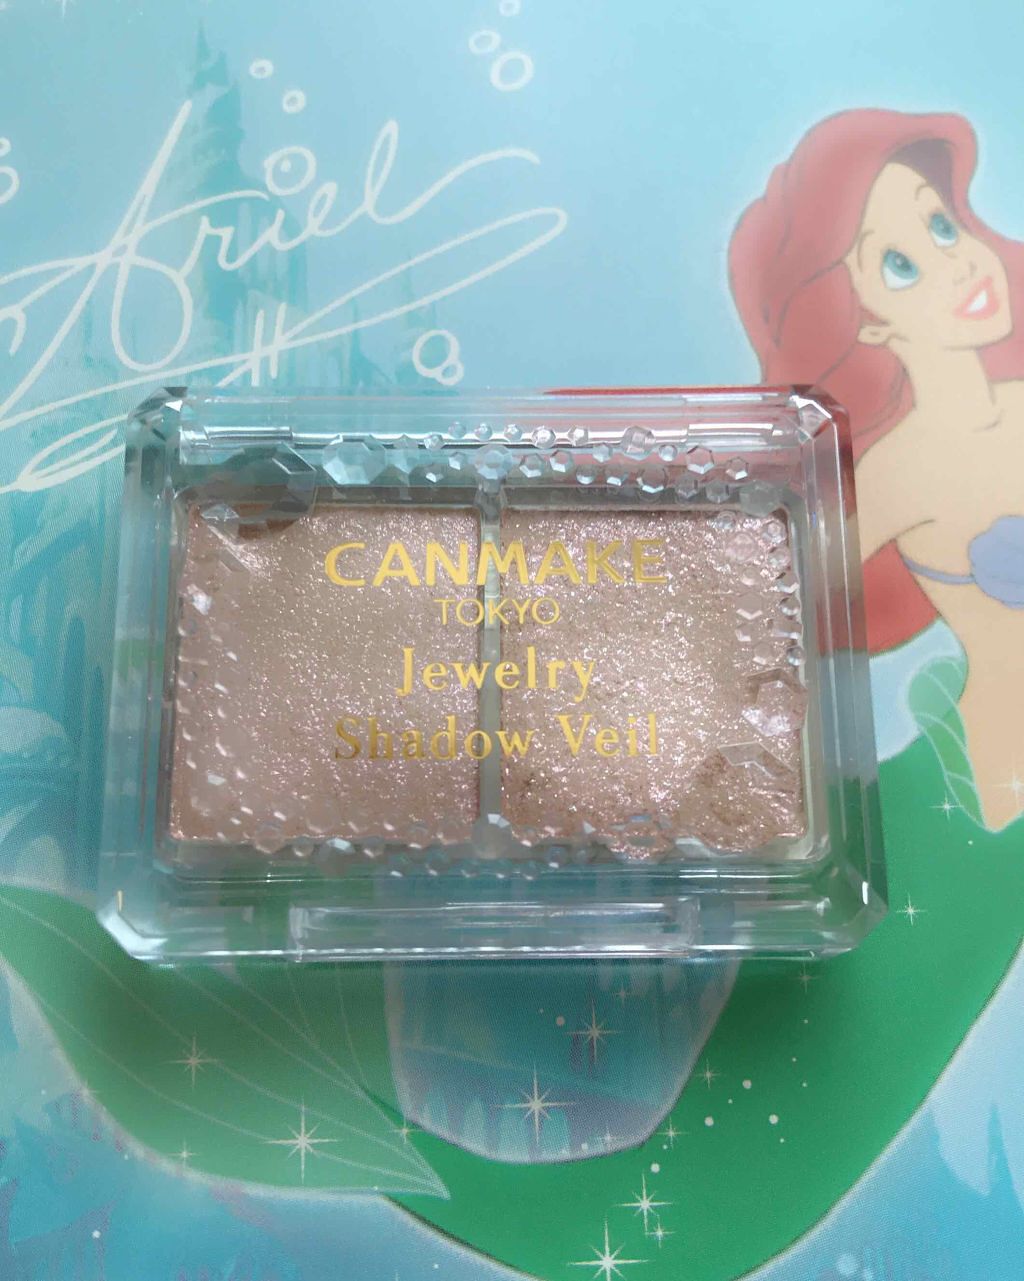 Ariel
CANMAKE
TOKYO
Jewelry
Shadow Veil